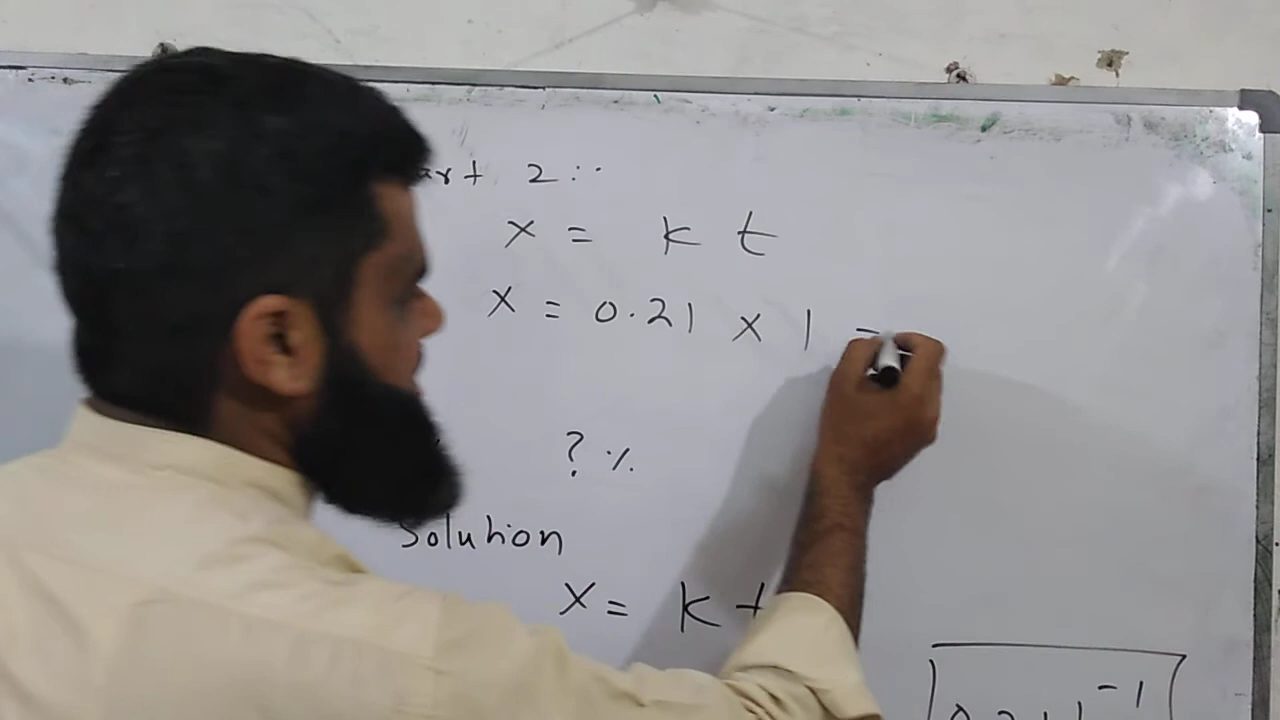 2 :-
x = k t
x = 0.21 x 1 =
? %
Solution
x = k t